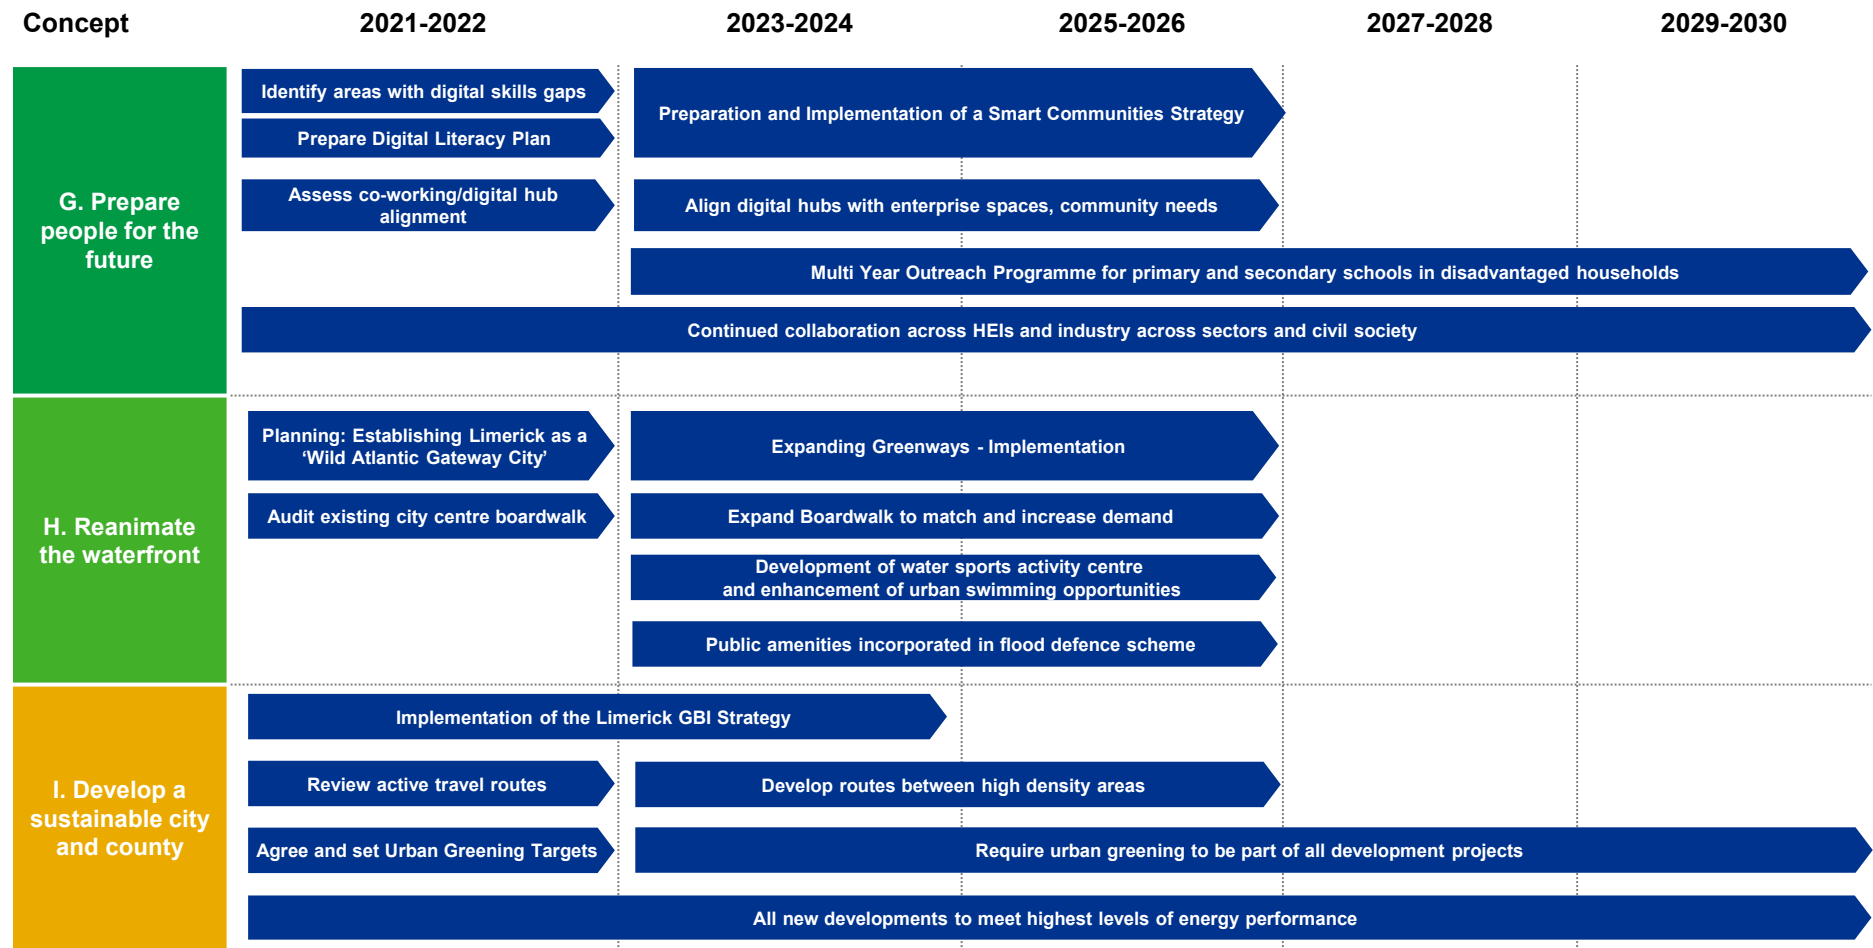 Concept 2021-2022 2023-2024 2025-2026 2027-2028 2029-2030
G. Prepare
people for the
future
Identify areas with digital skills gaps
Prepare Digital Literacy Plan
Preparation and Implementation of a Smart Communities Strategy
Assess co-working/digital hub
alignment
Align digital hubs with enterprise spaces, community needs
Multi Year Outreach Programme for primary and secondary schools in disadvantaged households
Continued collaboration across HEIs and industry across sectors and civil society
H. Reanimate
the waterfront
Planning: Establishing Limerick as a
‘Wild Atlantic Gateway City’
Expanding Greenways - Implementation
Audit existing city centre boardwalk
Expand Boardwalk to match and increase demand
Development of water sports activity centre
and enhancement of urban swimming opportunities
Public amenities incorporated in flood defence scheme
I. Develop a
sustainable city
and county
Implementation of the Limerick GBI Strategy
Review active travel routes
Develop routes between high density areas
Agree and set Urban Greening Targets
Require urban greening to be part of all development projects
All new developments to meet highest levels of energy performance